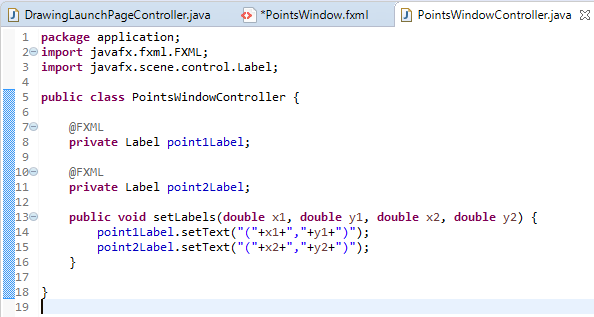 DrawingLaunchPageController.java *PointsWindow.fxml PointsWindowController.java
1 package application;
2 import javafx.fxml.FXML;
3 import javafx.scene.control.Label;
4
5 public class PointsWindowController {
6
7 @FXML
8 private Label point1Label;
9
10 @FXML
11 private Label point2Label;
12
13 public void setLabels(double x1, double y1, double x2, double y2) {
14 point1Label.setText("("+x1+","+y1+")");
15 point2Label.setText("("+x2+","+y2+")");
16 }
17
18 }
19